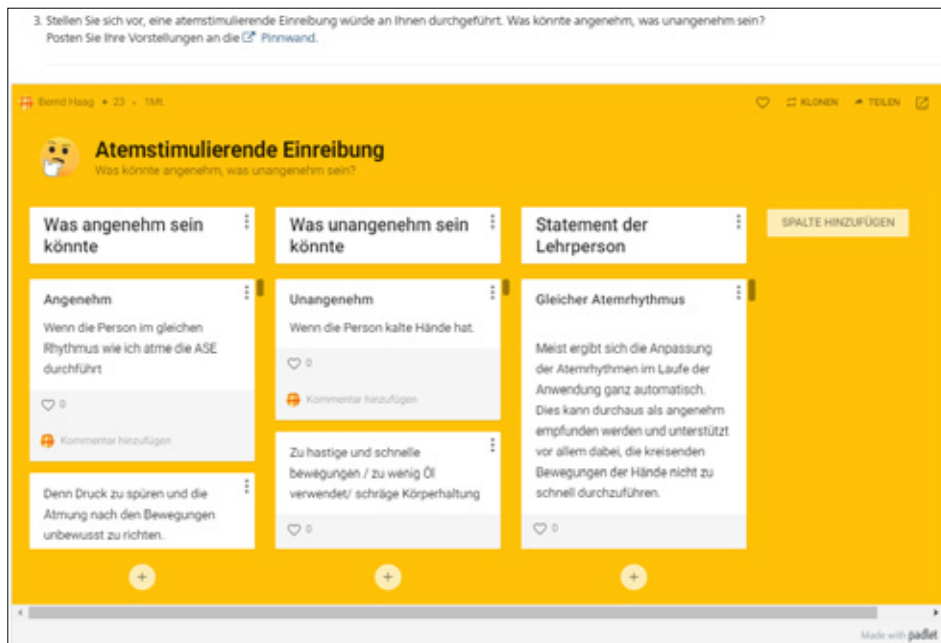 3. Stellen Sie sich vor, eine atemstimulierende Einreibung würde an Ihnen durchgeführt. Was könnte angenehm, was unangenehm sein?
Posten Sie Ihre Vorstellungen an die Pinnwand.
Bernd Haag • 23 • 1Mt.
KLONEN
TEILEN
Atemstimulierende Einreibung
Was könnte angenehm, was unangenehm sein?
Was angenehm sein
könnte
Angenehm
Wenn die Person im gleichen
Rhythmus wie ich atme die ASE
durchführt
0
Kommentar hinzufügen
Denn Druck zu spüren und die
Atmung nach den Bewegungen
unbewusst zu richten.
Was unangenehm sein
könnte
Unangenehm
Wenn die Person kalte Hände hat.
0
Kommentar hinzufügen
Zu hastige und schnelle
bewegungen / zu wenig Öl
verwendet/ schräge Körperhaltung
0
Statement der
Lehrperson
Gleicher Atemrhythmus
Meist ergibt sich die Anpassung
der Atemrhythmen im Laufe der
Anwendung ganz automatisch.
Dies kann durchaus als angenehm
empfunden werden und unterstützt
vor allem dabei, die kreisenden
Bewegungen der Hände nicht zu
schnell durchzuführen.
0
SPALTE HINZUFÜGEN
Made with padlet